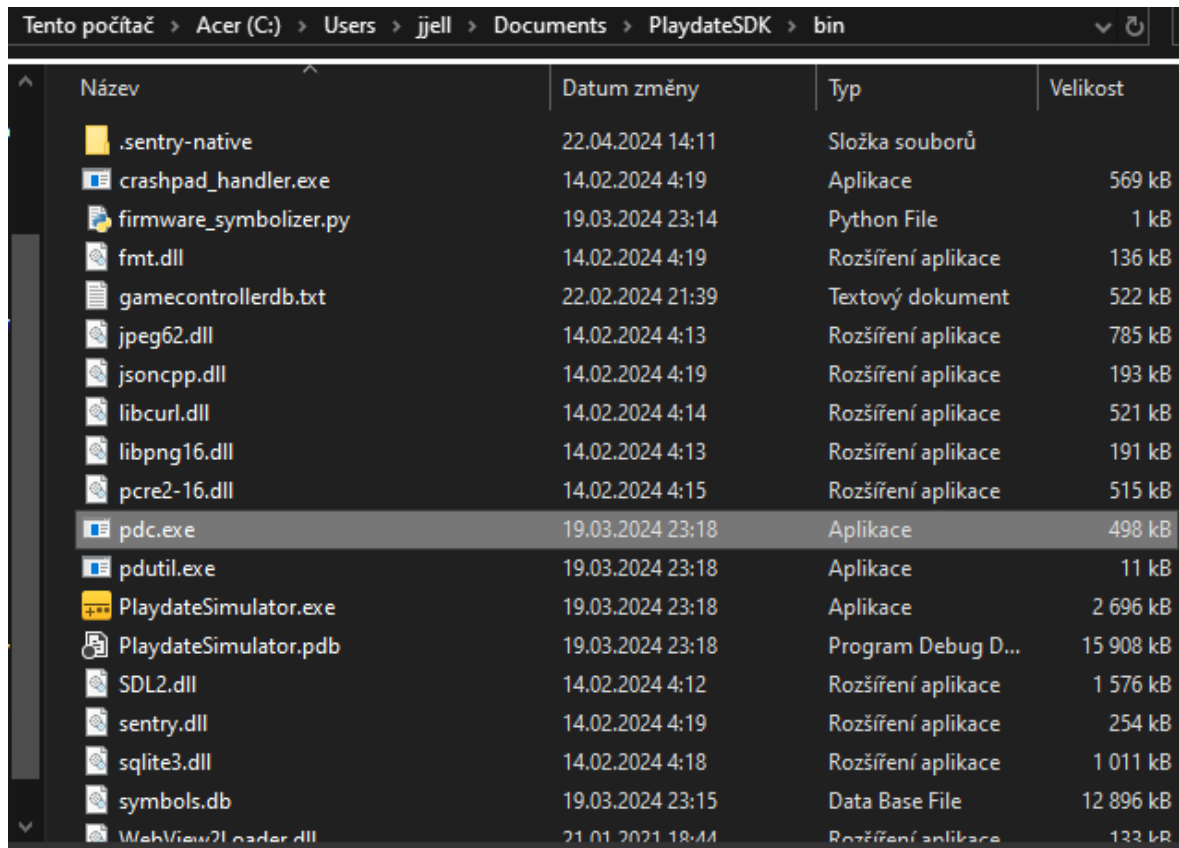 Tento počítač > Acer (C:) > Users > jjell > Documents > PlaydateSDK > bin
Název Datum změny Typ Velikost
.sentry-native 22.04.2024 14:11 Složka souborů
crashpad_handler.exe 14.02.2024 4:19 Aplikace 569 kB
firmware_symbolizer.py 19.03.2024 23:14 Python File 1 kB
fmt.dll 14.02.2024 4:19 Rozšíření aplikace 136 kB
gamecontrollerdb.txt 22.02.2024 21:39 Textový dokument 522 kB
jpeg62.dll 14.02.2024 4:13 Rozšíření aplikace 785 kB
jsoncpp.dll 14.02.2024 4:19 Rozšíření aplikace 193 kB
libcurl.dll 14.02.2024 4:14 Rozšíření aplikace 521 kB
libpng16.dll 14.02.2024 4:13 Rozšíření aplikace 191 kB
pcre2-16.dll 14.02.2024 4:15 Rozšíření aplikace 515 kB
pdc.exe 19.03.2024 23:18 Aplikace 498 kB
pdutil.exe 19.03.2024 23:18 Aplikace 11 kB
PlaydateSimulator.exe 19.03.2024 23:18 Aplikace 2 696 kB
PlaydateSimulator.pdb 19.03.2024 23:18 Program Debug D... 15 908 kB
SDL2.dll 14.02.2024 4:12 Rozšíření aplikace 1 576 kB
sentry.dll 14.02.2024 4:19 Rozšíření aplikace 254 kB
sqlite3.dll 14.02.2024 4:18 Rozšíření aplikace 1 011 kB
symbols.db 19.03.2024 23:15 Data Base File 12 896 kB
WebView2Loader.dll 21.01.2021 18:44 Rozšíření aplikace 133 kB